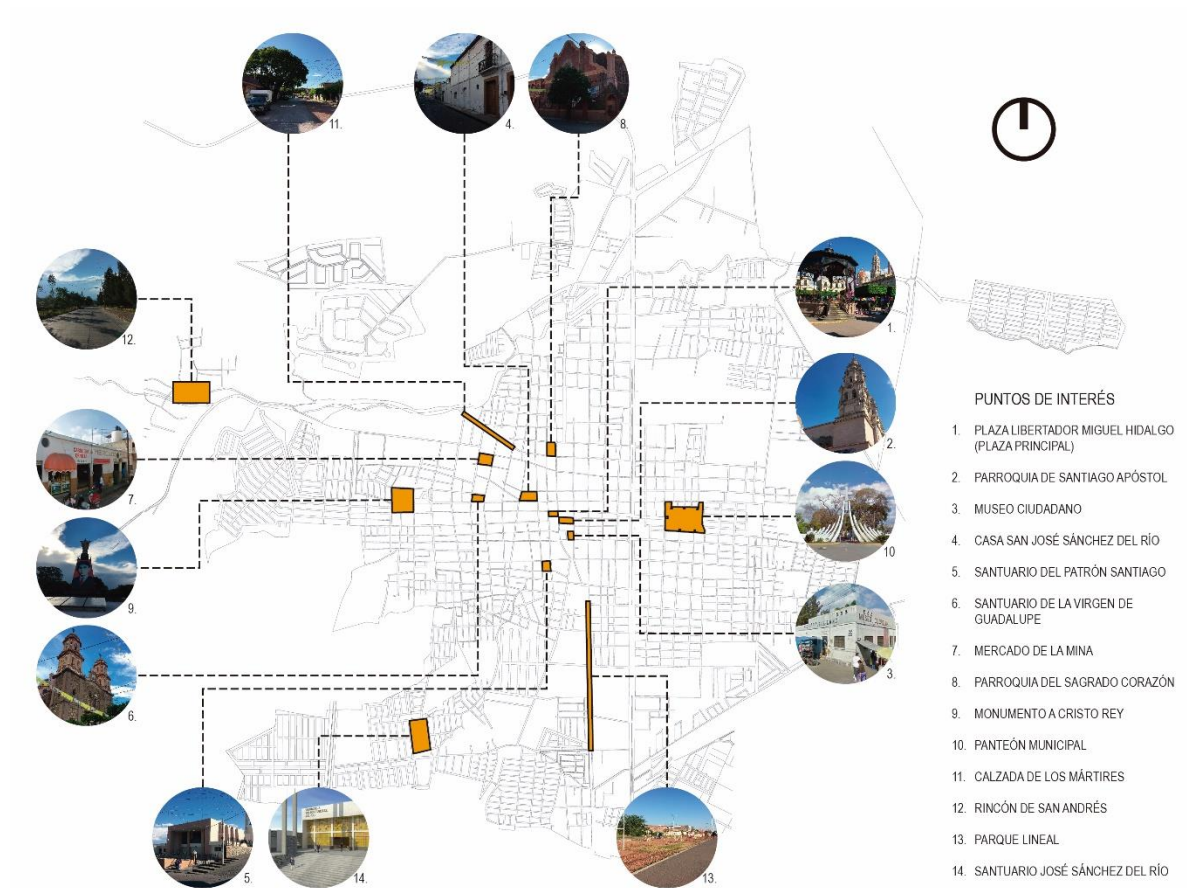 11.
4.
8.
12.
1.
2.
7.
10.
9.
3.
6.
5.
14.
13.
PUNTOS DE INTERÉS
1. PLAZA LIBERTADOR MIGUEL HIDALGO
(PLAZA PRINCIPAL)
2. PARROQUIA DE SANTIAGO APÓSTOL
3. MUSEO CIUDADANO
4. CASA SAN JOSÉ SÁNCHEZ DEL RÍO
5. SANTUARIO DEL PATRÓN SANTIAGO
6. SANTUARIO DE LA VIRGEN DE
GUADALUPE
7. MERCADO DE LA MINA
8. PARROQUIA DEL SAGRADO CORAZÓN
9. MONUMENTO A CRISTO REY
10. PANTEÓN MUNICIPAL
11. CALZADA DE LOS MÁRTIRES
12. RINCÓN DE SAN ANDRÉS
13. PARQUE LINEAL
14. SANTUARIO JOSÉ SÁNCHEZ DEL RÍO